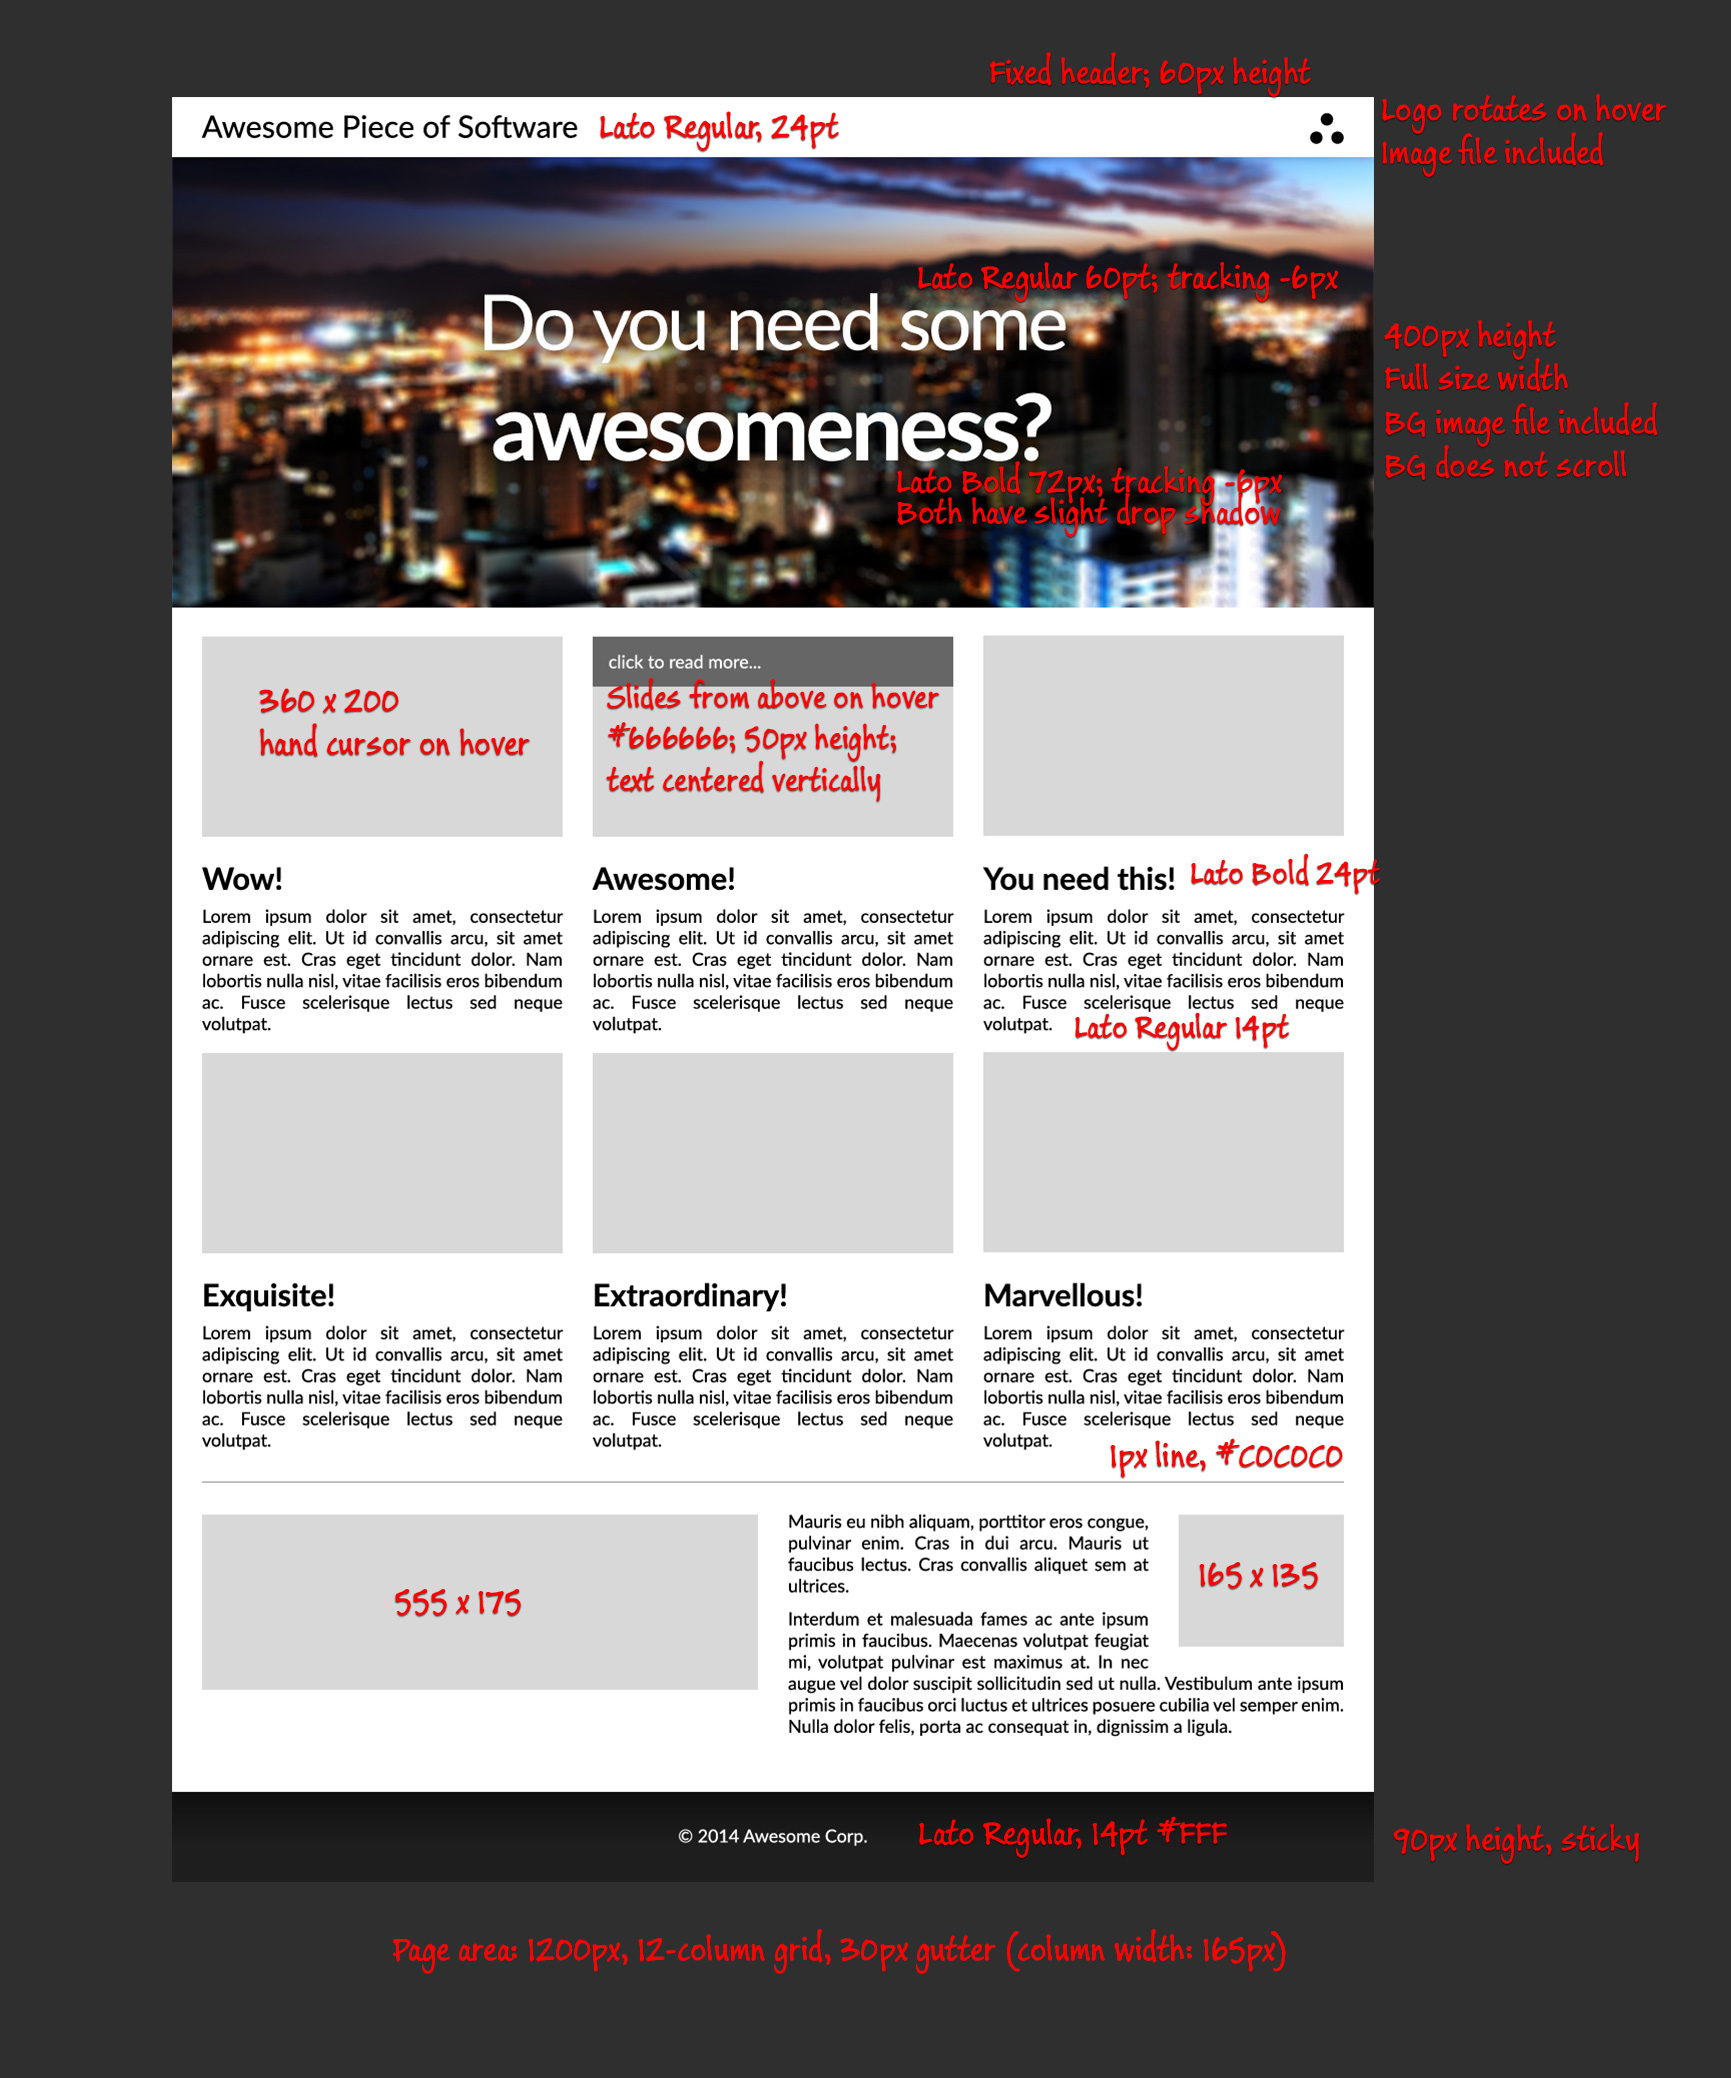 Fixed header; 60px height
Awesome Piece of Software
Lato Regular, 24pt
Logo rotates on hover
Image file included
Lato Regular 60pt; tracking -6px
Do you need some
awesomeness?
Lato Bold 72px; tracking -6px
Both have slight drop shadow
400px height
Full size width
BG image file included
BG does not scroll
360 x 200
hand cursor on hover
click to read more...
Slides from above on hover
#666666; 50px height;
text centered vertically
Wow!
Lorem ipsum dolor sit amet, consectetur
adipiscing elit. Ut id convallis arcu, sit amet
ornare est. Cras eget tincidunt dolor. Nam
lobortis nulla nisl, vitae facilisis eros bibendum
ac. Fusce scelerisque lectus sed neque
volutpat.
Awesome!
Lorem ipsum dolor sit amet, consectetur
adipiscing elit. Ut id convallis arcu, sit amet
ornare est. Cras eget tincidunt dolor. Nam
lobortis nulla nisl, vitae facilisis eros bibendum
ac. Fusce scelerisque lectus sed neque
volutpat.
You need this!
Lato Bold 24pt
Lorem ipsum dolor sit amet, consectetur
adipiscing elit. Ut id convallis arcu, sit amet
ornare est. Cras eget tincidunt dolor. Nam
lobortis nulla nisl, vitae facilisis eros bibendum
ac. Fusce scelerisque lectus sed neque
volutpat.
Lato Regular 14pt
Exquisite!
Lorem ipsum dolor sit amet, consectetur
adipiscing elit. Ut id convallis arcu, sit amet
ornare est. Cras eget tincidunt dolor. Nam
lobortis nulla nisl, vitae facilisis eros bibendum
ac. Fusce scelerisque lectus sed neque
volutpat.
Extraordinary!
Lorem ipsum dolor sit amet, consectetur
adipiscing elit. Ut id convallis arcu, sit amet
ornare est. Cras eget tincidunt dolor. Nam
lobortis nulla nisl, vitae facilisis eros bibendum
ac. Fusce scelerisque lectus sed neque
volutpat.
Marvellous!
Lorem ipsum dolor sit amet, consectetur
adipiscing elit. Ut id convallis arcu, sit amet
ornare est. Cras eget tincidunt dolor. Nam
lobortis nulla nisl, vitae facilisis eros bibendum
ac. Fusce scelerisque lectus sed neque
volutpat.
1px line, #C0C0C0
555 x 175
Mauris eu nibh aliquam, porttitor eros congue,
pulvinar enim. Cras in dui arcu. Mauris ut
faucibus lectus. Cras convallis aliquet sem at
ultrices.
Interdum et malesuada fames ac ante ipsum
primis in faucibus. Maecenas volutpat feugiat
mi, volutpat pulvinar est maximus at. In nec
augue vel dolor suscipit sollicitudin sed ut nulla. Vestibulum ante ipsum
primis in faucibus orci luctus et ultrices posuere cubilia vel semper enim.
Nulla dolor felis, porta ac consequat in, dignissim a ligula.
165 x 135
© 2014 Awesome Corp.
Lato Regular, 14pt #FFF
90px height, sticky
Page area: 1200px, 12-column grid, 30px gutter (column width: 165px)